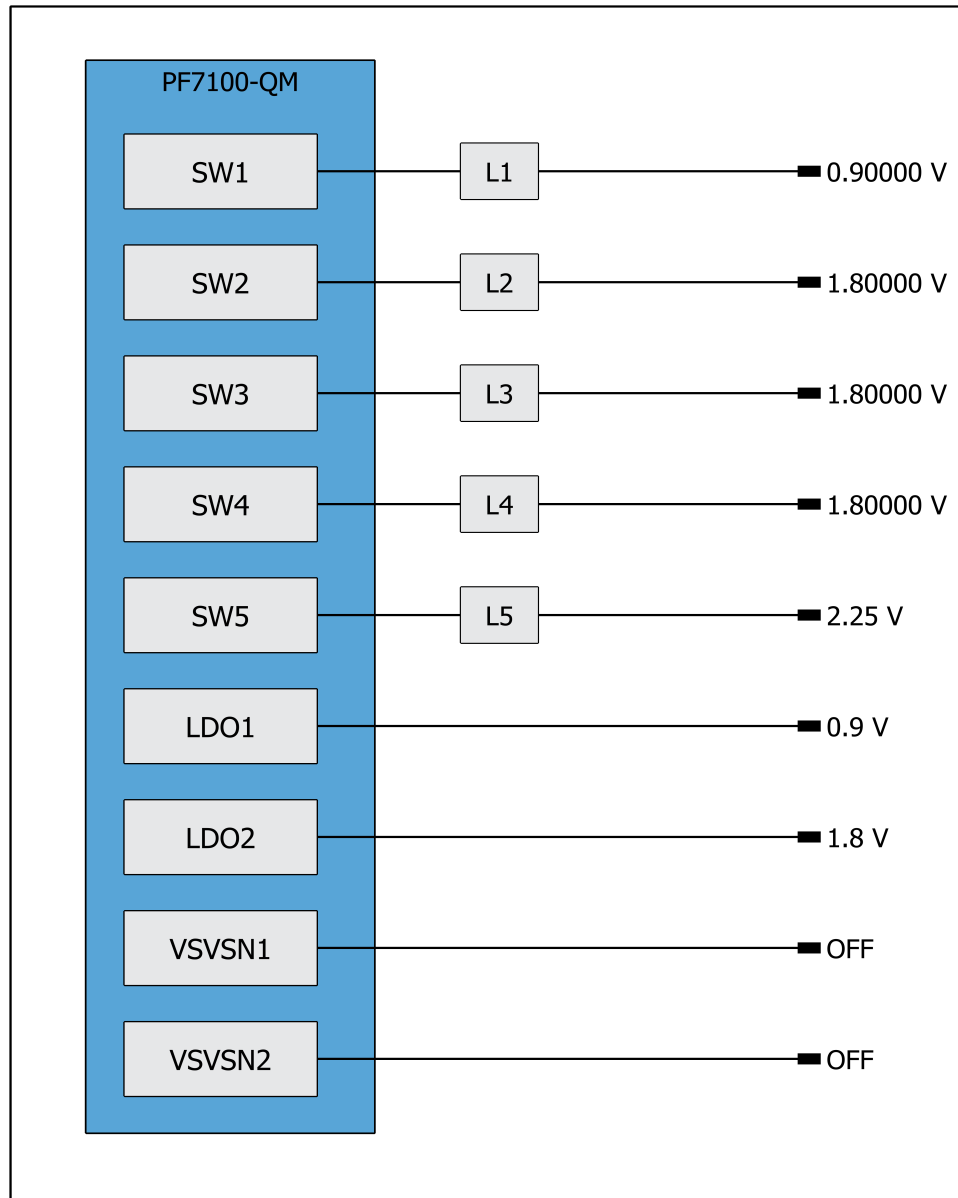 PF7100-QM
SW1 L1 0.90000 V
SW2 L2 1.80000 V
SW3 L3 1.80000 V
SW4 L4 1.80000 V
SW5 L5 2.25 V
LDO1 0.9 V
LDO2 1.8 V
VSVSN1 OFF
VSVSN2 OFF